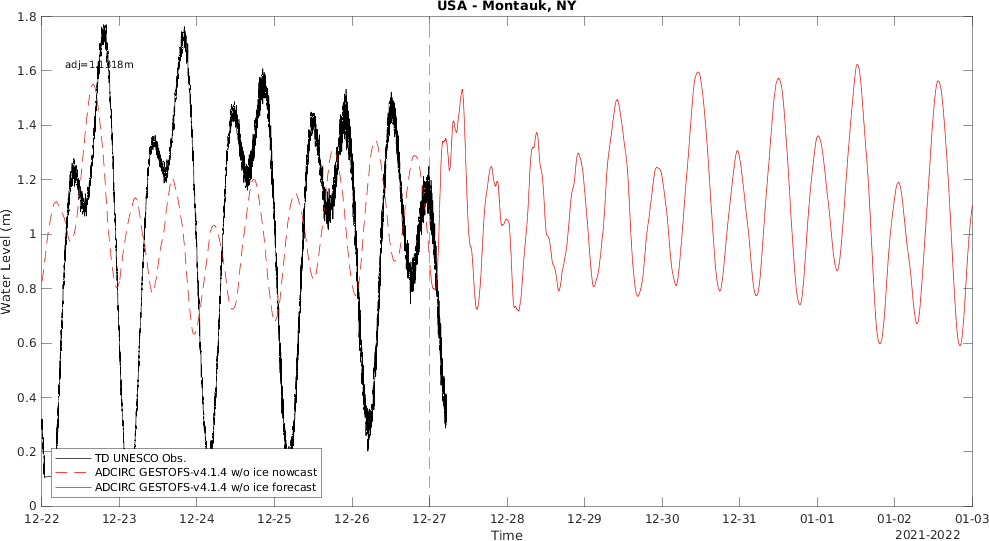 USA - Montauk, NY
1.8
1.6
1.4
1.2
1
0.8
0.6
0.4
0.2
0
Water Level (m)
adj=1.1318m
TD UNESCO Obs.
ADCIRC GESTOFS-v4.1.4 w/o ice nowcast
ADCIRC GESTOFS-v4.1.4 w/o ice forecast
12-22 12-23 12-24 12-25 12-26 12-27 12-28 12-29 12-30 12-31 01-01 01-02 01-03
Time
2021-2022